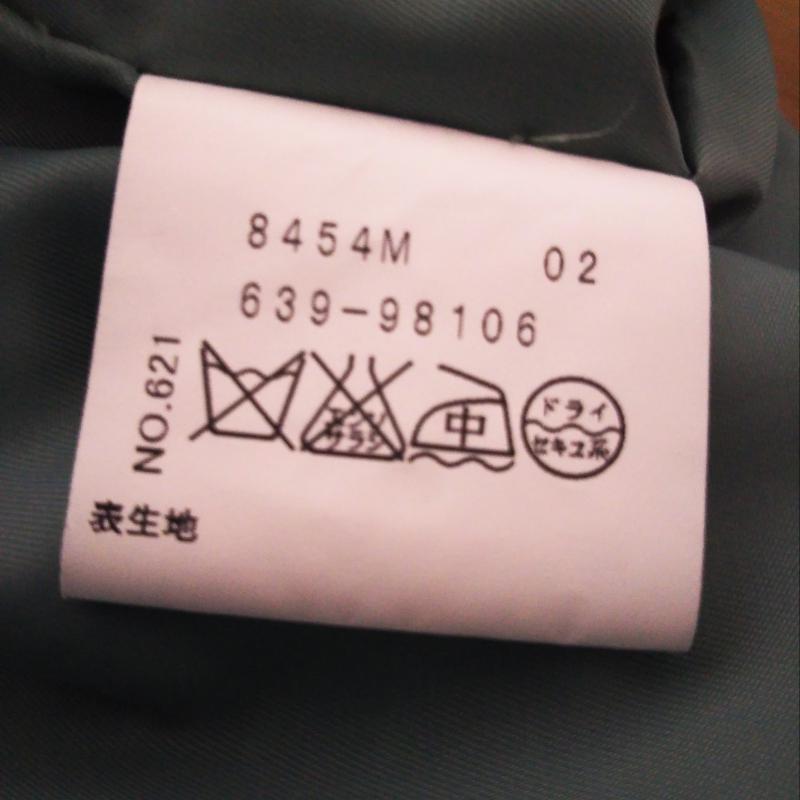 8454M 02
639-98106
NO.621
エンソ
サラシ
中
ドライ
セキユ系
表生地